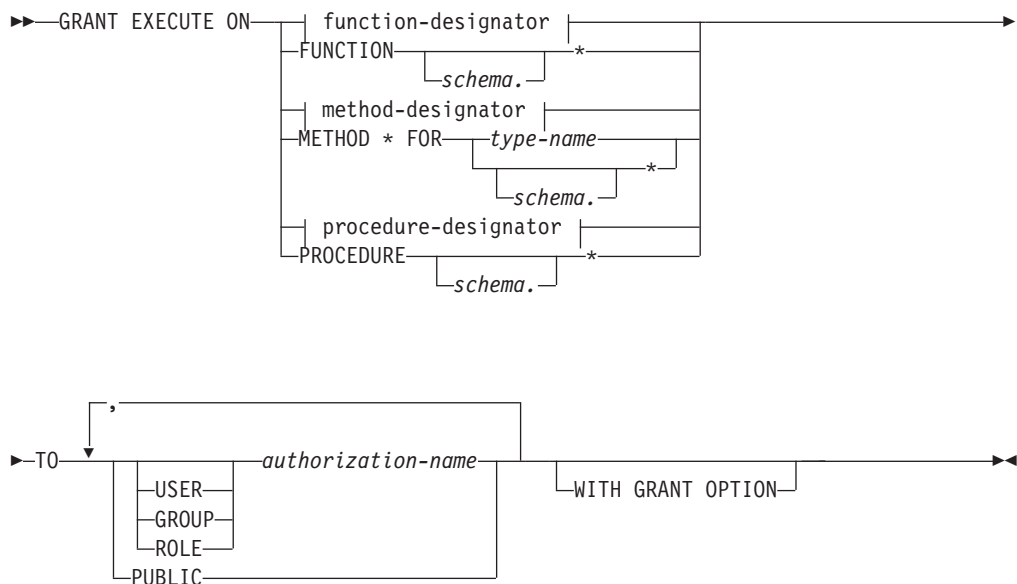 GRANT EXECUTE ON function-designator
FUNCTION *
schema.
method-designator
METHOD * FOR type-name
*
schema.
procedure-designator
PROCEDURE *
schema.
,
TO authorization-name
USER WITH GRANT OPTION
GROUP
ROLE
PUBLIC